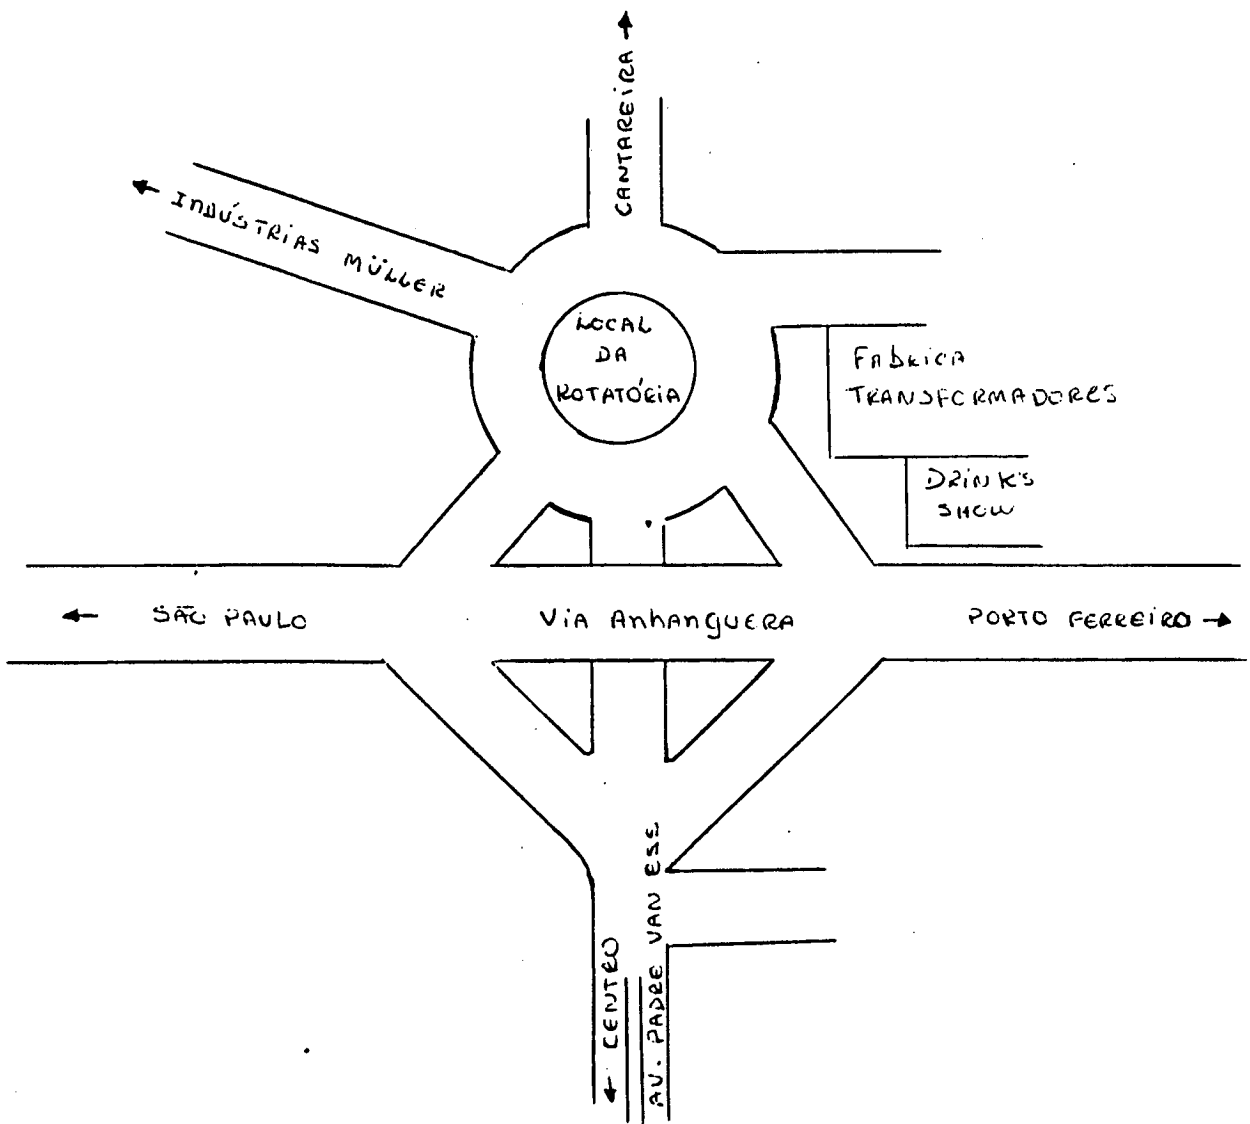 CANTAREIRA →
← INDÚSTRIAS MÜLLER
LOCAL
DA
ROTATÓRIA
FABRICA
TRANSFORMADORES
DRINK'S
SHOW
← SÃO PAULO
VIA ANHANGUERA
PORTO FERREIRO →
← CENTRO
AV. PADRE VAN ESSE